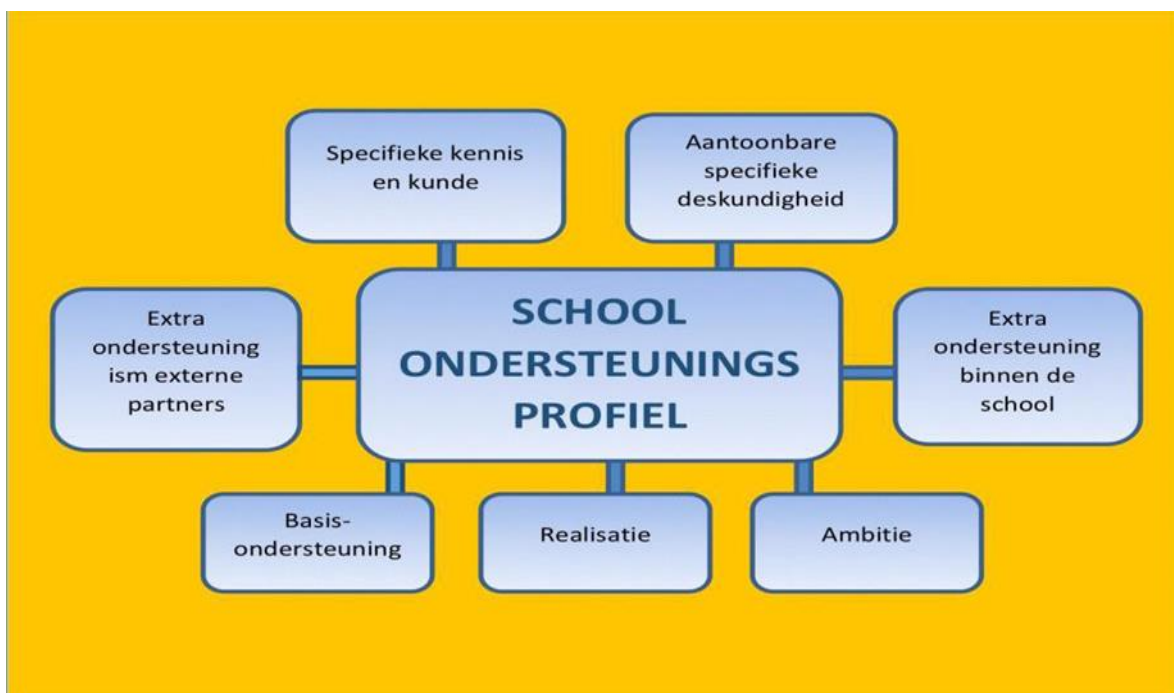 Specifieke kennis
en kunde
Aantoonbare
specifieke
deskundigheid
Extra
ondersteuning
ism externe
partners
SCHOOL
ONDERSTEUNINGS
PROFIEL
Extra
ondersteuning
binnen de
school
Basis-
ondersteuning
Realisatie
Ambitie